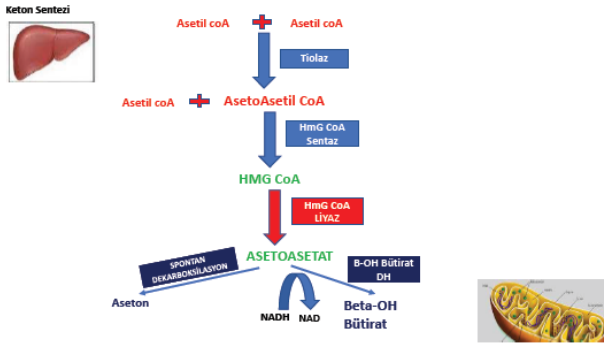 Keton Sentezi
Asetil coA Asetil coA
Tiolaz
Asetil coA AsetoAsetil CoA
HmG CoA
Sentaz
HMG CoA
HmG CoA
LİYAZ
ASETOASETAT
SPONTAN
DEKARBOKSİLASYON
B-OH Bütirat
DH
Aseton
NADH NAD
Beta-OH
Bütirat